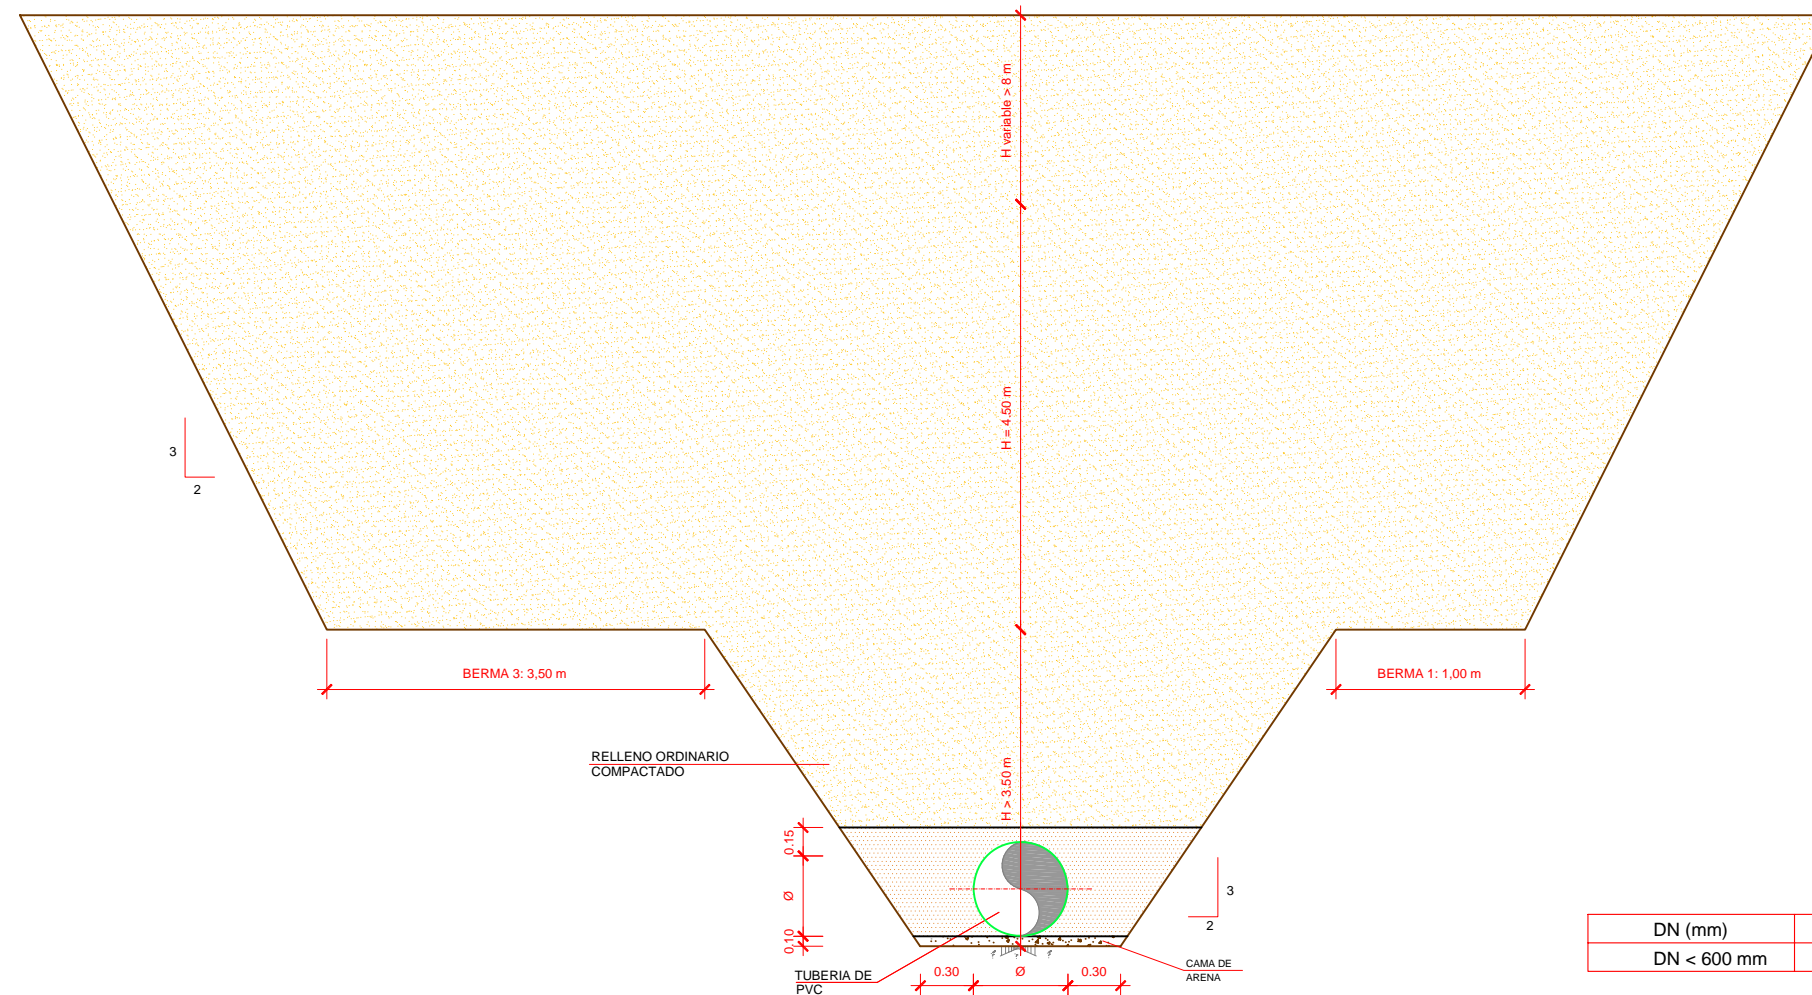 H variable > 8 m
H = 4.50 m
3
2
BERMA 3: 3,50 m
BERMA 1: 1,00 m
RELLENO ORDINARIO
COMPACTADO
H > 3.50 m
0.15
Ø
0.10
3
2
TUBERIA DE
PVC
0.30
Ø
0.30
CAMA DE
ARENA
DN (mm)
DN < 600 mm